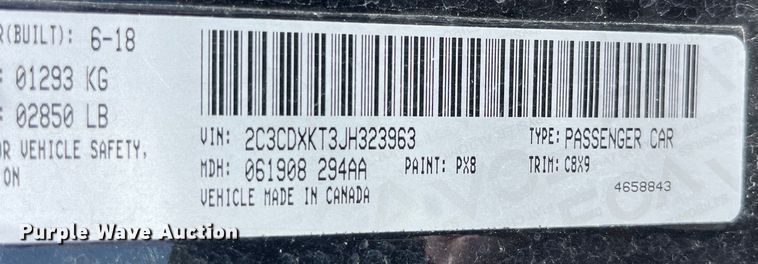 R(BUILT): 6-18
: 01293 KG
: 02850 LB
OR VEHICLE SAFETY,
ON
VIN: 2C3CDXKT3JH323963 TYPE: PASSENGER CAR
MDH: 061908 294AA PAINT: PX8 TRIM: C8X9
VEHICLE MADE IN CANADA 4658843
Purple Wave Auction